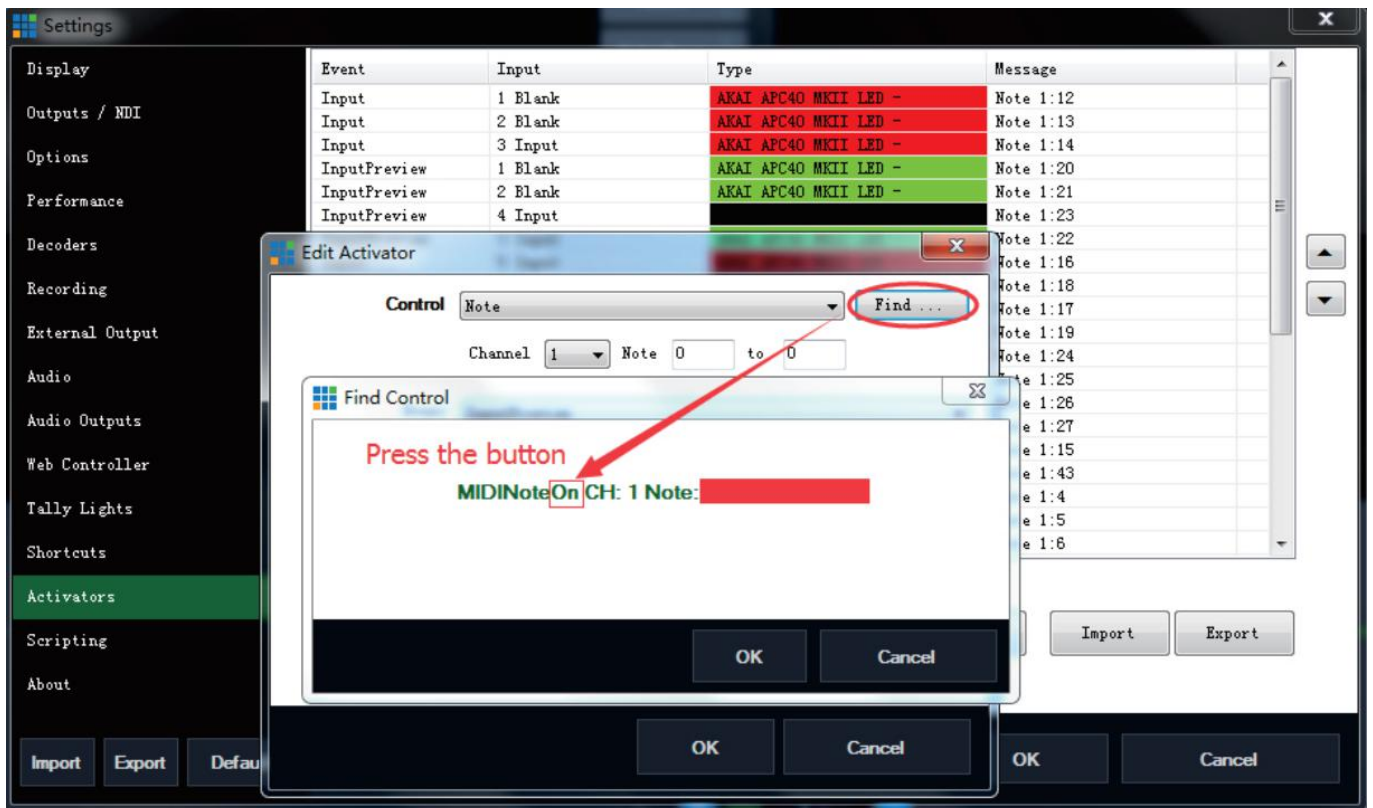 Settings
Display
Outputs / NDI
Options
Performance
Decoders
Recording
External Output
Audio
Audio Outputs
Web Controller
Tally Lights
Shortcuts
Activators
Scripting
About
Import Export Defau
Event Input Type Message
Input 1 Blank AKAI APC40 MKII LED - Note 1:12
Input 2 Blank AKAI APC40 MKII LED - Note 1:13
Input 3 Input AKAI APC40 MKII LED - Note 1:14
InputPreview 1 Blank AKAI APC40 MKII LED - Note 1:20
InputPreview 2 Blank AKAI APC40 MKII LED - Note 1:21
InputPreview 4 Input Note 1:23
Note 1:22
Note 1:16
Note 1:18
Note 1:17
Note 1:19
Note 1:24
1:25
e 1:26
e 1:27
e 1:15
e 1:43
e 1:4
e 1:5
e 1:6
Edit Activator
Control Note Find ...
Channel 1 Note 0 to 0
Find Control
Press the button
MIDINoteOn CH: 1 Note:
OK Cancel
OK Cancel
Import Export
OK Cancel